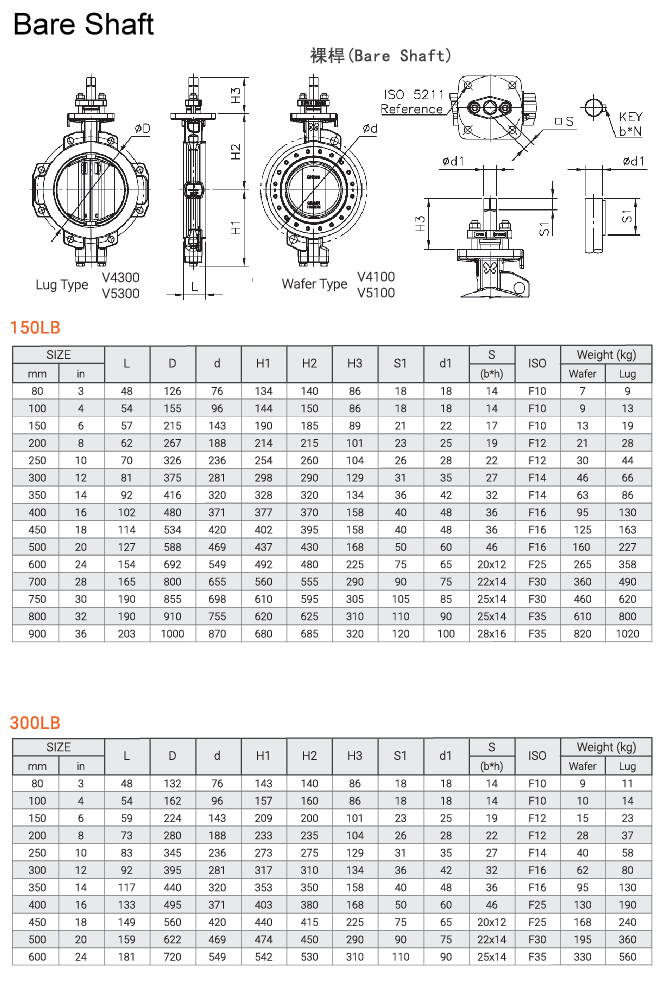 Bare Shaft
裸桿(Bare Shaft)
H3
H2
H1
ØD
Ød
L
Lug Type
V4300
V5300
Wafer Type
V4100
V5100
ISO 5211
Reference
□S
KEY
b*N
Ød1
Ød1
H3
S1
S1
150LB
SIZE L D d H1 H2 H3 S1 d1 S ISO Weight (kg)
mm in (b*h) Wafer Lug
80 3 48 126 76 134 140 86 18 18 14 F10 7 9
100 4 54 155 96 144 150 86 18 18 14 F10 9 13
150 6 57 215 143 190 185 89 21 22 17 F10 13 19
200 8 62 267 188 214 215 101 23 25 19 F12 21 28
250 10 70 326 236 254 260 104 26 28 22 F12 30 44
300 12 81 375 281 298 290 129 31 35 27 F14 46 66
350 14 92 416 320 328 320 134 36 42 32 F14 63 86
400 16 102 480 371 377 370 158 40 48 36 F16 95 130
450 18 114 534 420 402 395 158 40 48 36 F16 125 163
500 20 127 588 469 437 430 168 50 60 46 F16 160 227
600 24 154 692 549 492 480 225 75 65 20x12 F25 265 358
700 28 165 800 655 560 555 290 90 75 22x14 F30 360 490
750 30 190 855 698 610 595 305 105 85 25x14 F30 460 620
800 32 190 910 755 620 625 310 110 90 25x14 F35 610 800
900 36 203 1000 870 680 685 320 120 100 28x16 F35 820 1020
300LB
SIZE L D d H1 H2 H3 S1 d1 S ISO Weight (kg)
mm in (b*h) Wafer Lug
80 3 48 132 76 143 140 86 18 18 14 F10 9 11
100 4 54 162 96 157 160 86 18 18 14 F10 10 14
150 6 59 224 143 209 200 101 23 25 19 F12 15 23
200 8 73 280 188 233 235 104 26 28 22 F12 28 37
250 10 83 345 236 273 275 129 31 35 27 F14 40 58
300 12 92 395 281 317 310 134 36 42 32 F16 62 80
350 14 117 440 320 353 350 158 40 48 36 F16 95 130
400 16 133 495 371 403 380 168 50 60 46 F25 130 190
450 18 149 560 420 440 415 225 75 65 20x12 F25 168 240
500 20 159 622 469 474 450 290 90 75 22x14 F30 195 360
600 24 181 720 549 542 530 310 110 90 25x14 F35 330 560